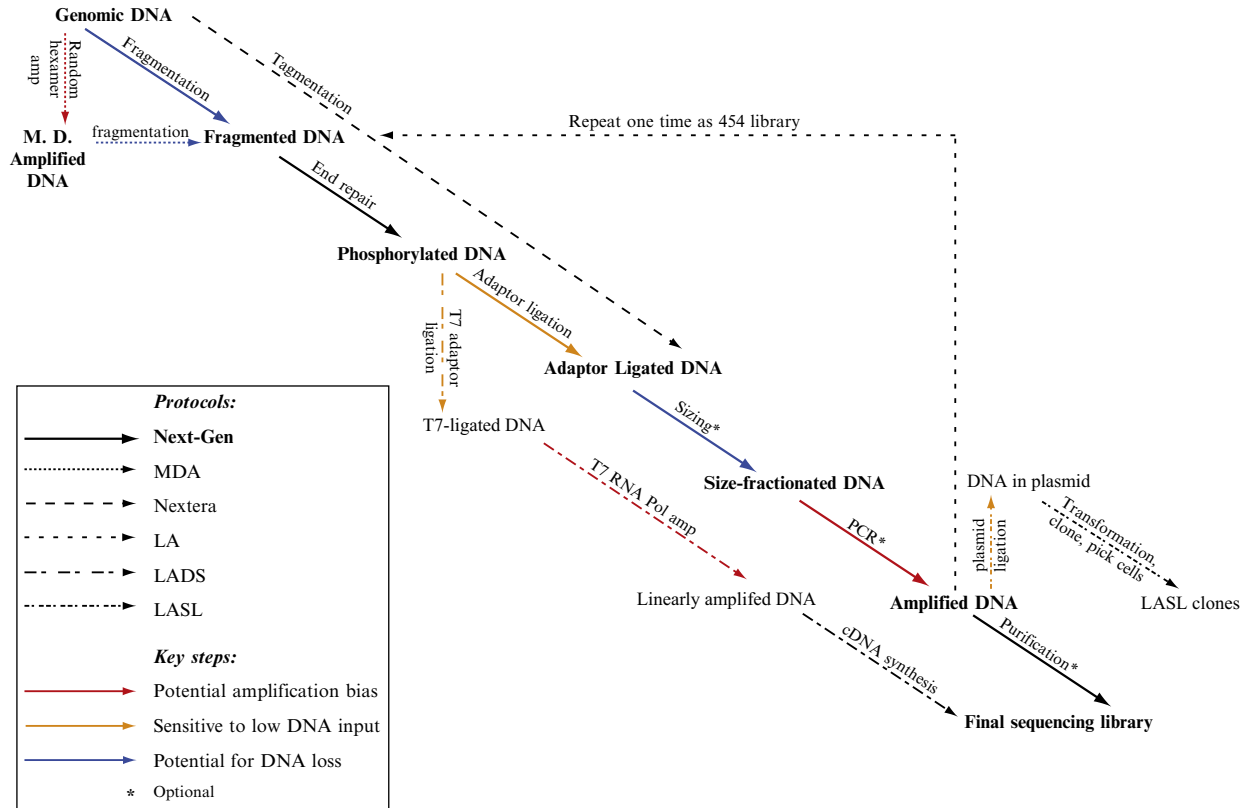 Genomic DNA
Random
hexamer
amp
Fragmentation
Tagmentation
M. D.
Amplified
DNA
fragmentation
Fragmented DNA
Repeat one time as 454 library
End repair
Phosphorylated DNA
T7 adaptor
ligation
Adaptor ligation
Adaptor Ligated DNA
T7-ligated DNA
Sizing*
T7 RNA Pol amp
Size-fractionated DNA
DNA in plasmid
PCR*
plasmid
ligation
Transformation,
clone, pick cells
Linearly amplifed DNA
Amplified DNA
LASL clones
cDNA synthesis
Purification*
Final sequencing library
Protocols:
Next-Gen
MDA
Nextera
LA
LADS
LASL
Key steps:
Potential amplification bias
Sensitive to low DNA input
Potential for DNA loss
* Optional